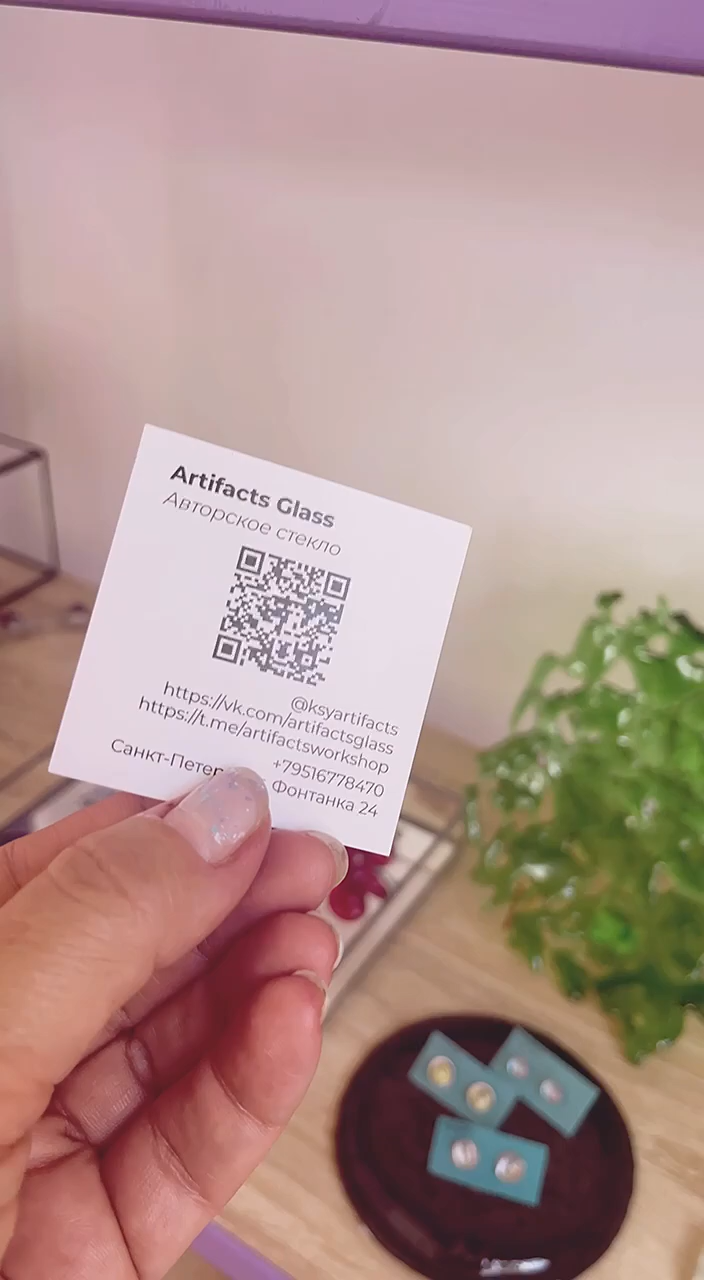 Artifacts Glass
Авторское стекло
@ksyartifacts
https://vk.com/artifactsglass
https://t.me/artifactsworkshop
+79516778470
Фонтанка 24